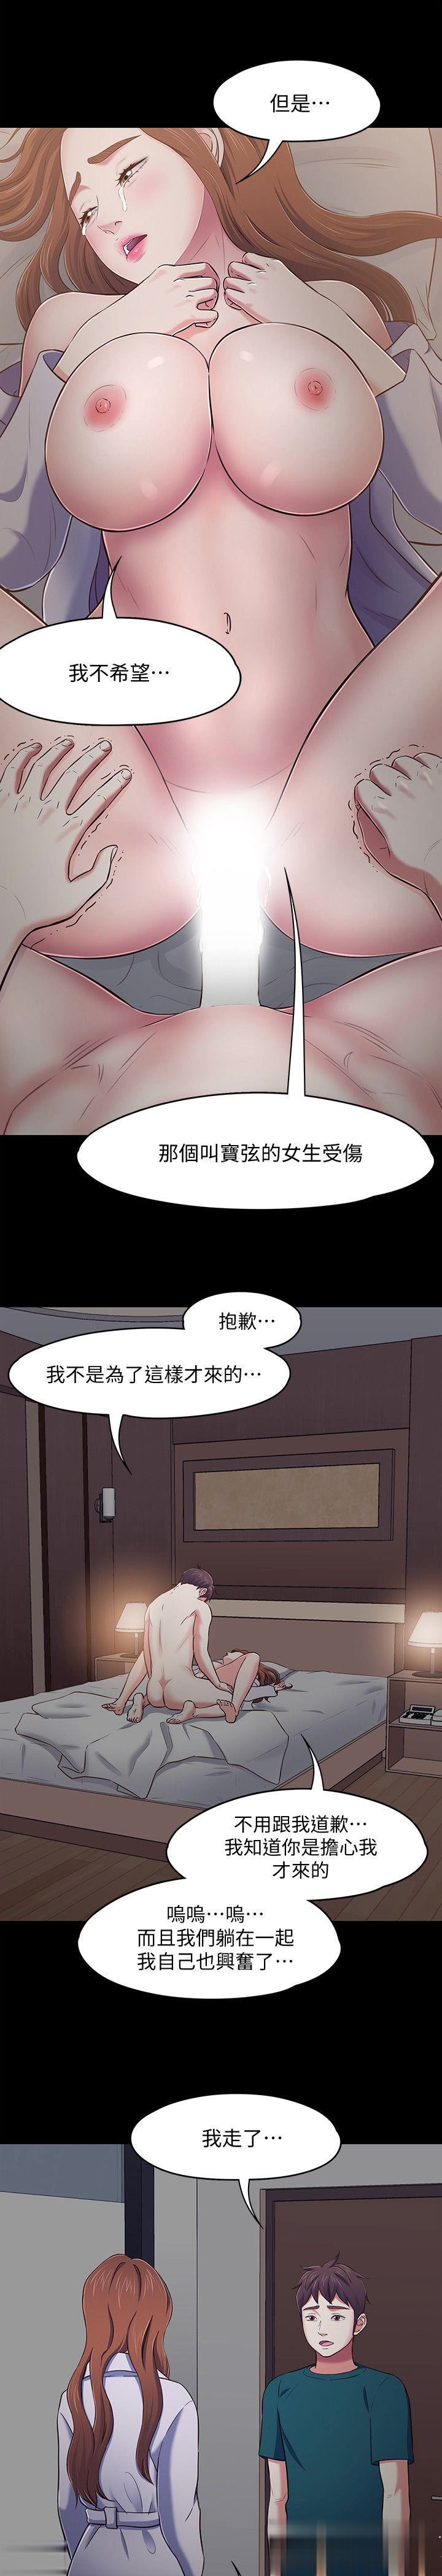 但是…
我不希望…
那個叫寶弦的女生受傷
抱歉…
我不是為了這樣才來的…
不用跟我道歉…
我知道你是擔心我
才來的
嗚嗚…嗚…
而且我們躺在一起
我自己也興奮了…
我走了…